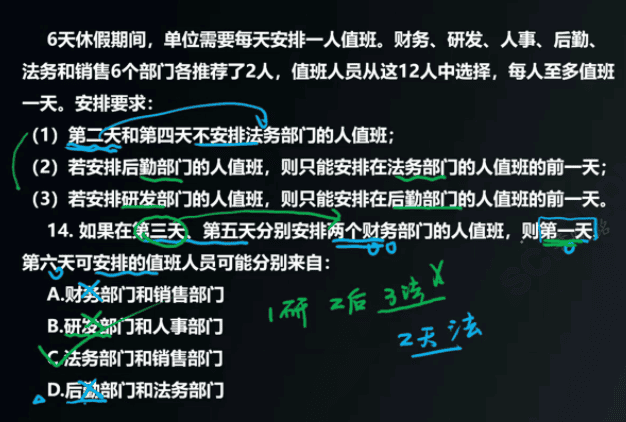 6天休假期间，单位需要每天安排一人值班。财务、研发、人事、后勤、
法务和销售6个部门各推荐了2人，值班人员从这12人中选择，每人至多值班
一天。安排要求：
（1）第二天和第四天不安排法务部门的人值班；
（2）若安排后勤部门的人值班，则只能安排在法务部门的人值班的前一天；
（3）若安排研发部门的人值班，则只能安排在后勤部门的人值班的前一天。
14. 如果在第三天、第五天分别安排两个财务部门的人值班，则第一天、
第六天可安排的值班人员可能分别来自：
A.财务部门和销售部门
B.研发部门和人事部门
C.法务部门和销售部门
D.后勤部门和法务部门
1研 2后 3法
2天法